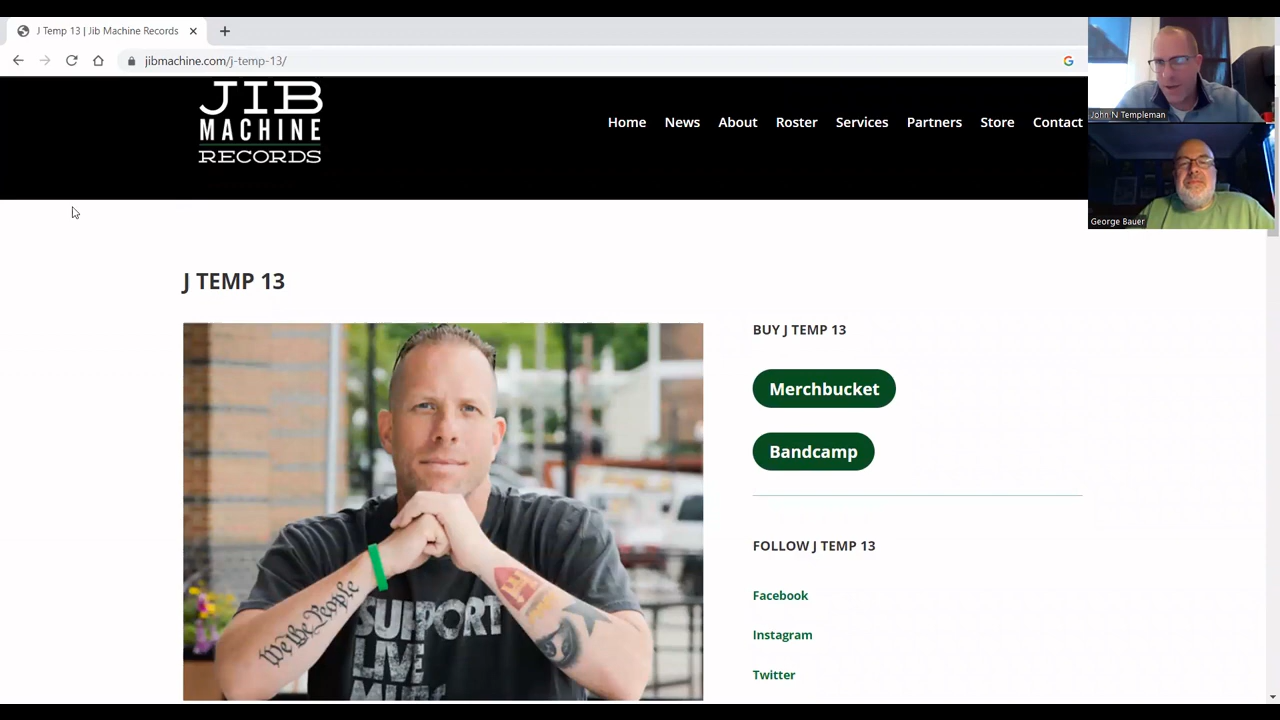 J Temp 13 | Jib Machine Records
jibmachine.com/j-temp-13/
JIB
MACHINE
RECORDS
Home News About Roster Services Partners Store Contact
John N Templeman
George Bauer
J TEMP 13
We the People
SUPPORT
LIVE
MUSIC
BUY J TEMP 13
Merchbucket
Bandcamp
FOLLOW J TEMP 13
Facebook
Instagram
Twitter